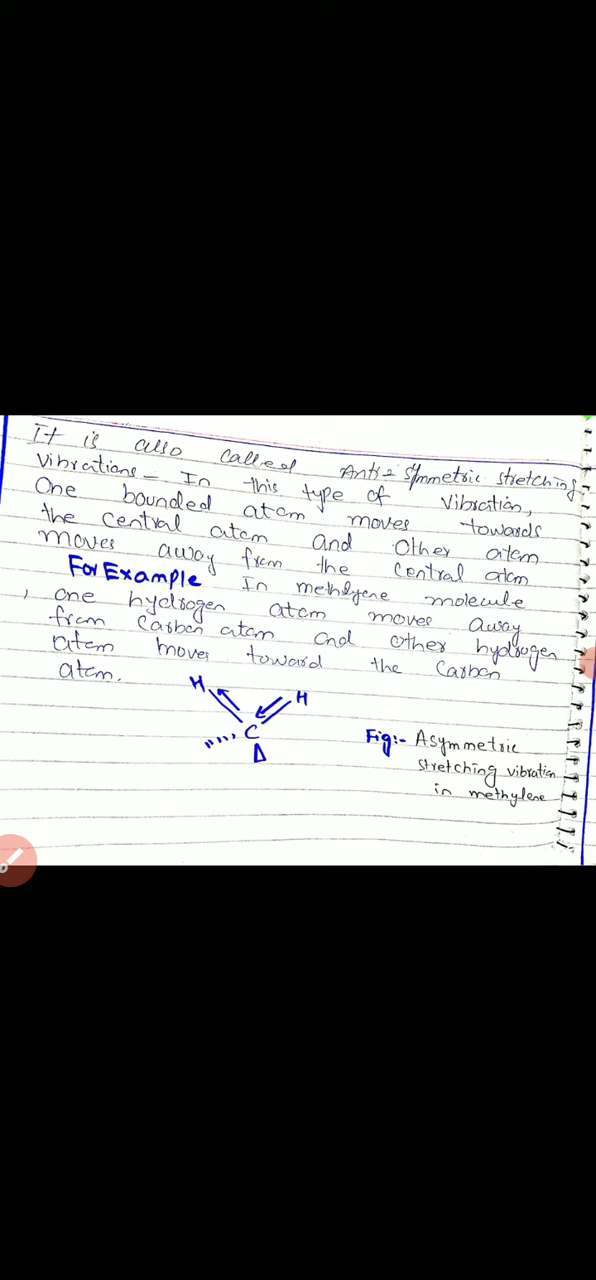 It is also called Anti-Symmetric stretching
vibrations - In this type of vibration,
One bounded atom moves towards
the central atom and other atom
moves away from the central atom
For Example In methlyene molecule
, one hydrogen atom moves away
from carbon atom and other hydrogen
atom moves toward the carbon
atom.
H H
C
Fig:- Asymmetric
stretching vibration
in methylene